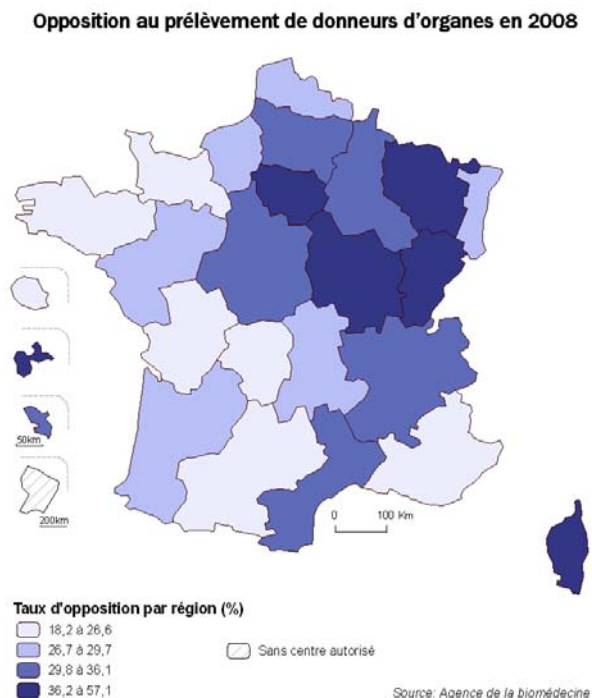 Opposition au prélèvement de donneurs d'organes en 2008
50km
200km
0 100 Km
Taux d'opposition par région (%)
18,2 à 26,6
26,7 à 29,7
29,8 à 36,1
36,2 à 57,1
Sans centre autorisé
Source: Agence de la biomédecine